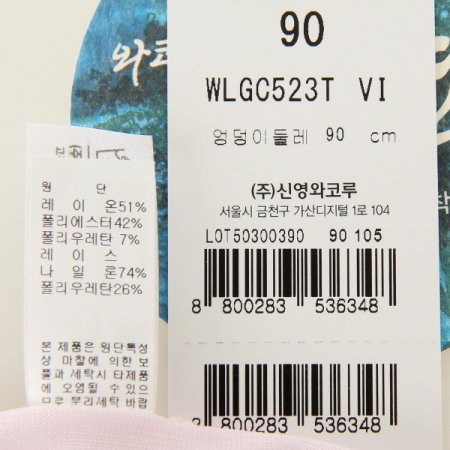 와코
90
WLGC523T VI
엉덩이둘레 90 cm
(주)신영와코루
서울시 금천구 가산디지털 1로 104
LOT50300390 90 105
8 800283 536348
8 800283 536348
원 단
레 이 온51%
폴리에스터42%
폴리우레탄 7%
레 이 스
나 일 론74%
폴리우레탄26%
본 제품은 원단특성
상 마찰에 의한 보
플과 세탁시 타제품
에 오염될 수 있으
므로 분리세탁 바랍
착